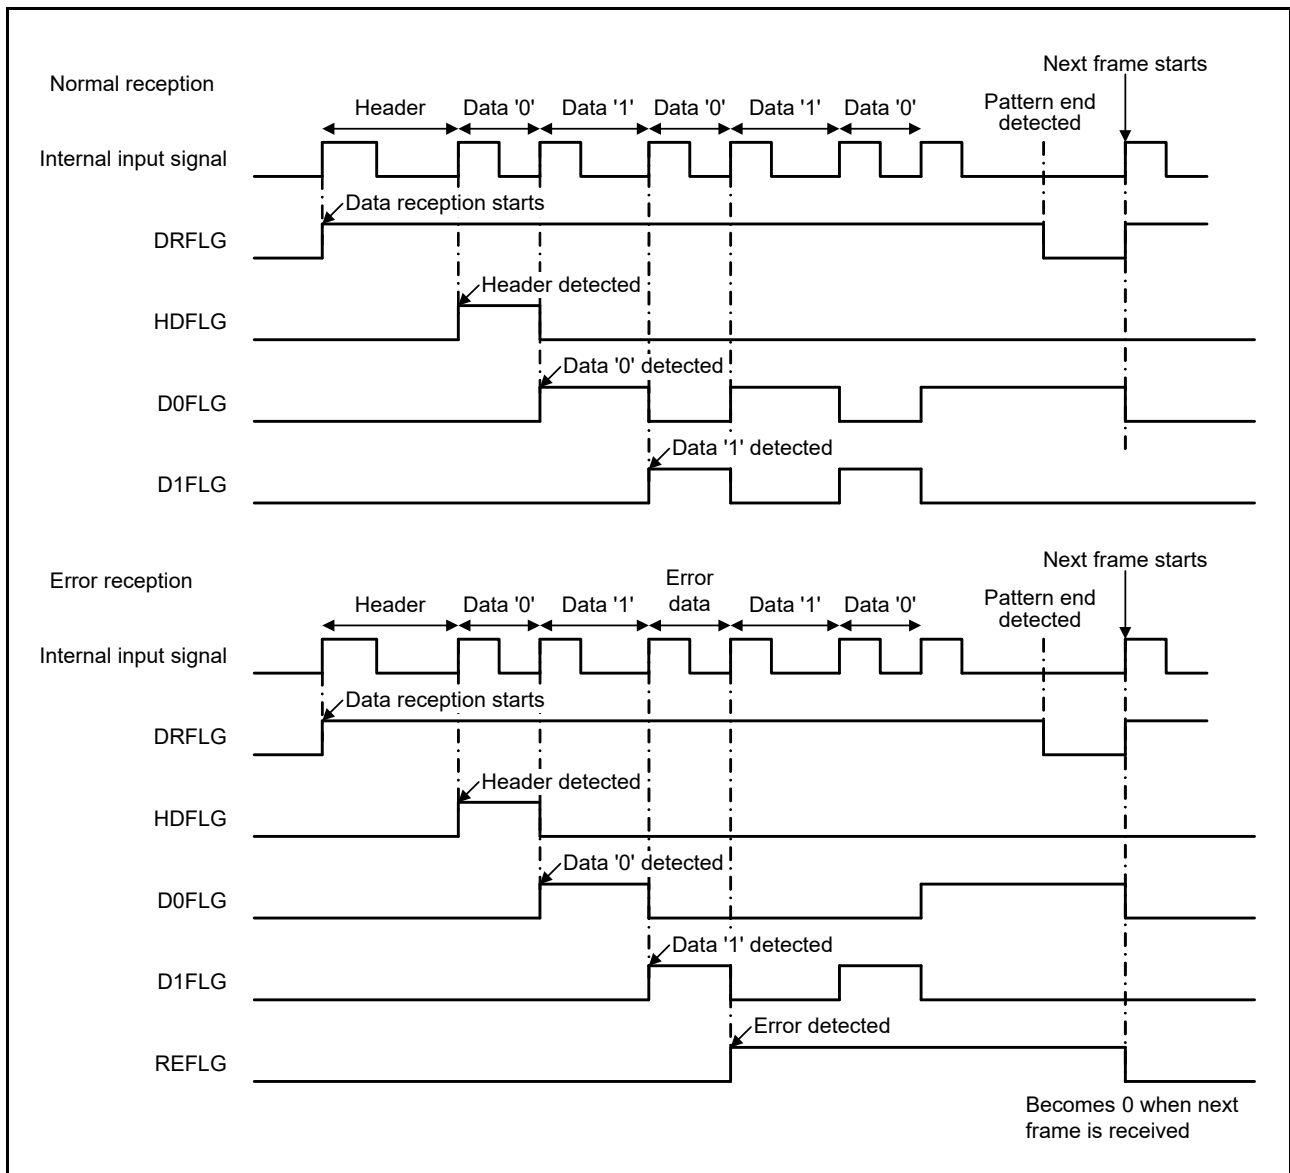 Next frame starts
Normal reception
Header
Data '0'
Data '1'
Data '0'
Data '1'
Data '0'
Pattern end
detected
Internal input signal
Data reception starts
DRFLG
Header detected
HDFLG
Data '0' detected
D0FLG
Data '1' detected
D1FLG
Next frame starts
Error reception
Header
Data '0'
Data '1'
Error
data
Data '1'
Data '0'
Pattern end
detected
Internal input signal
Data reception starts
DRFLG
Header detected
HDFLG
Data '0' detected
D0FLG
Data '1' detected
D1FLG
Error detected
REFLG
Becomes 0 when next
frame is received